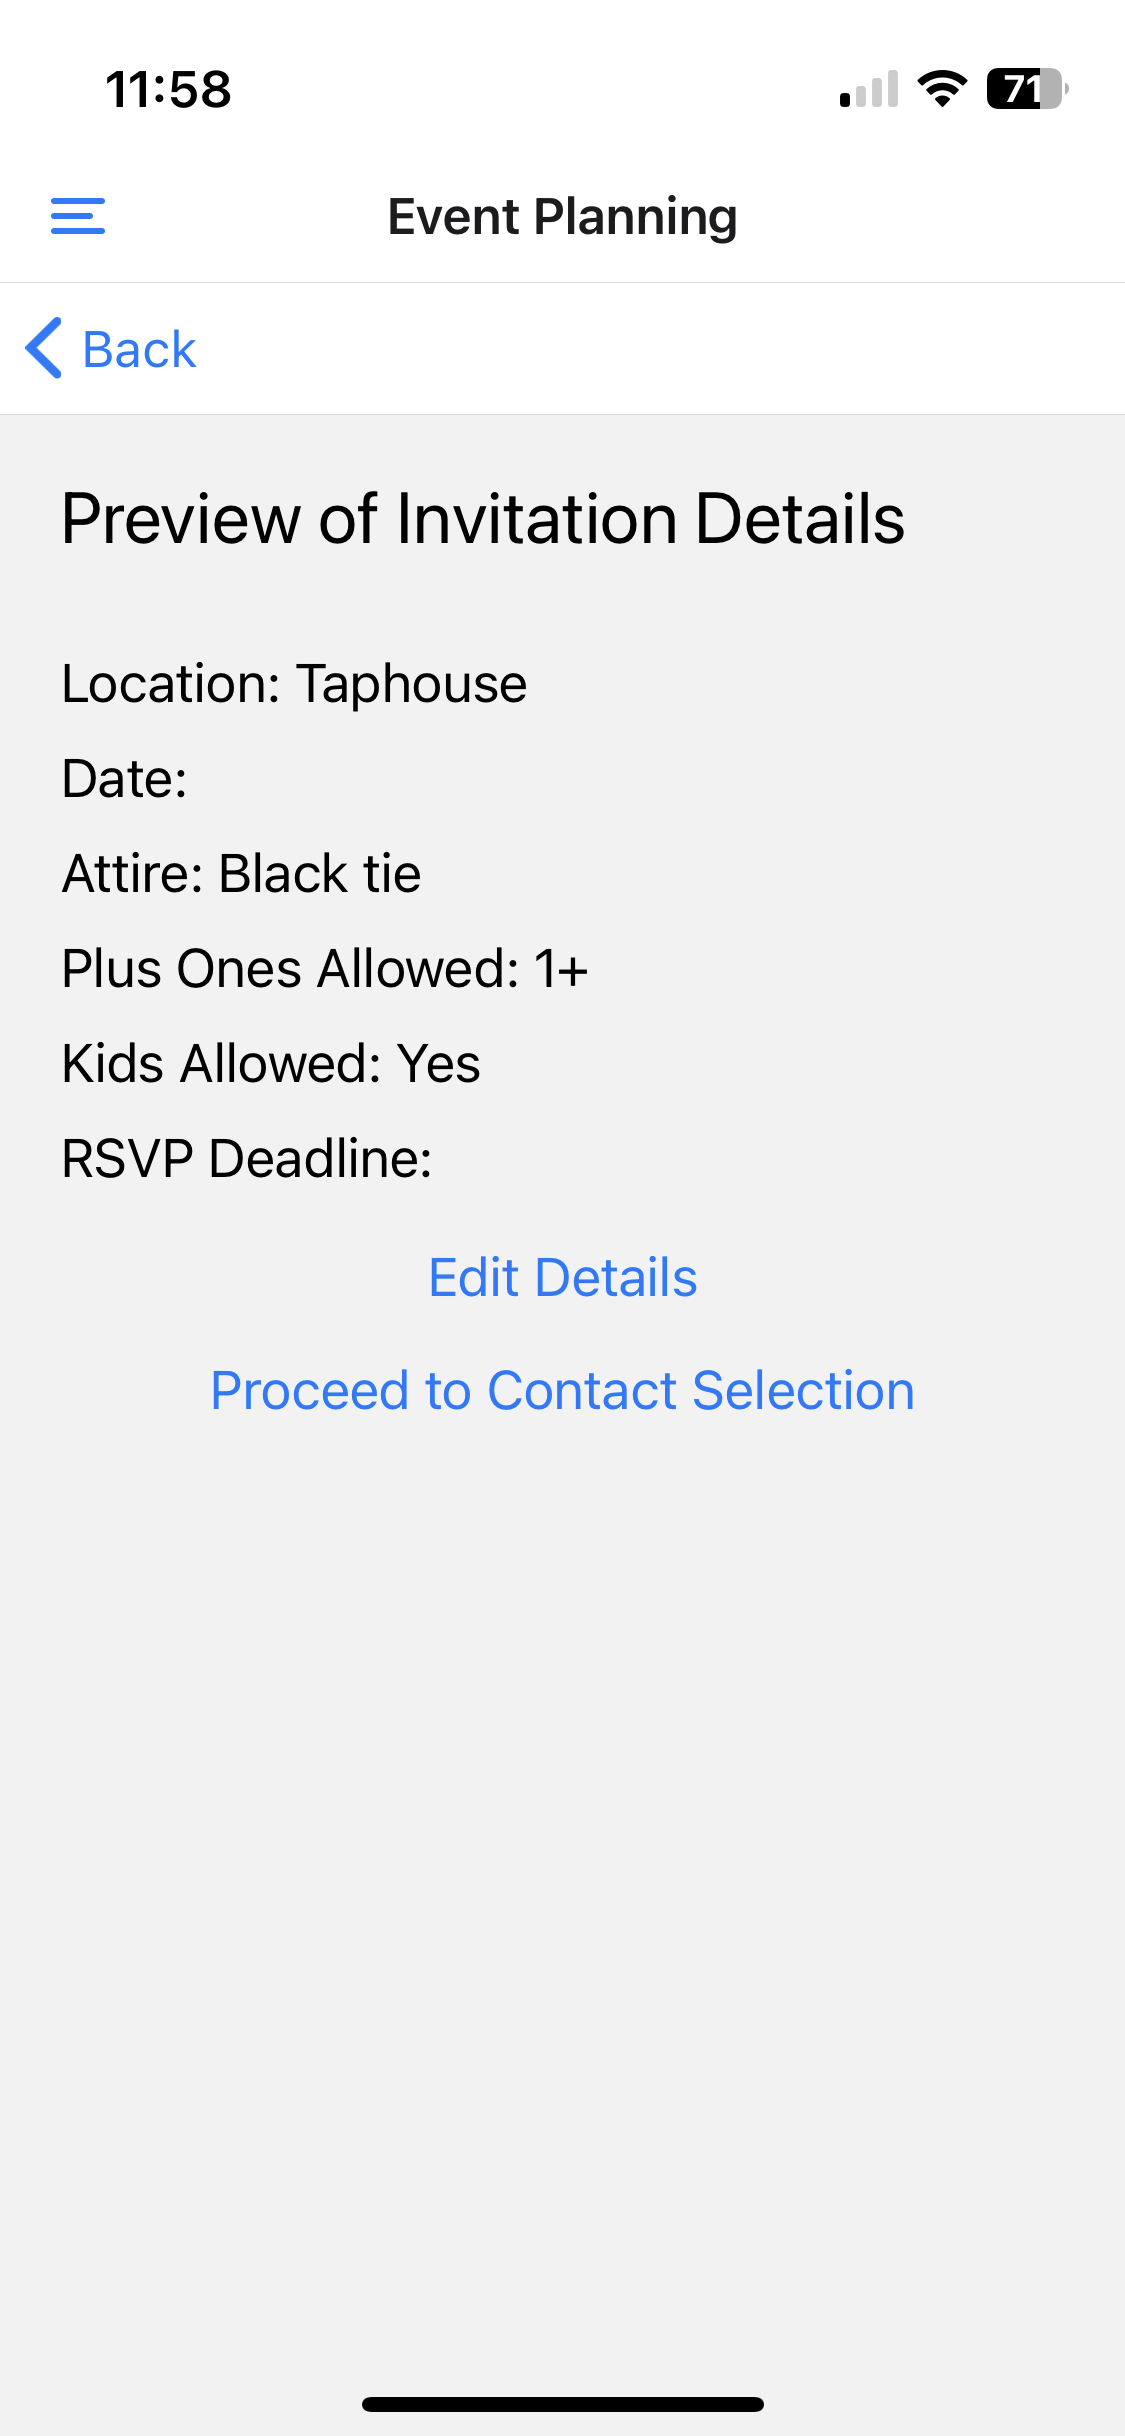 11:58
71
Event Planning
Back
Preview of Invitation Details
Location: Taphouse
Date:
Attire: Black tie
Plus Ones Allowed: 1+
Kids Allowed: Yes
RSVP Deadline:
Edit Details
Proceed to Contact Selection